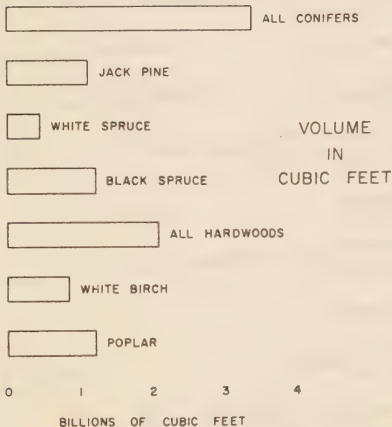 ALL CONIFERS
JACK PINE
WHITE SPRUCE
BLACK SPRUCE
ALL HARDWOODS
WHITE BIRCH
POPLAR
VOLUME
IN
CUBIC FEET
0 1 2 3 4
BILLIONS OF CUBIC FEET